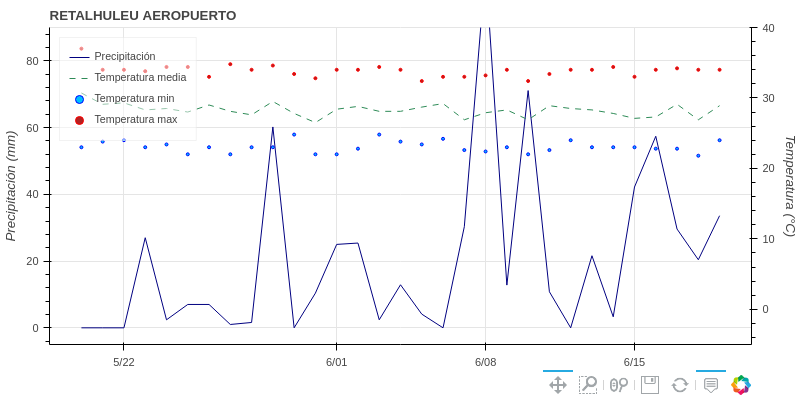 RETALHULEU AEROPUERTO
Precipitación
Temperatura media
Temperatura min
Temperatura max
Precipitación (mm)
80
60
40
20
0
40
30
20
10
0
Temperatura (°C)
5/22
6/01
6/08
6/15